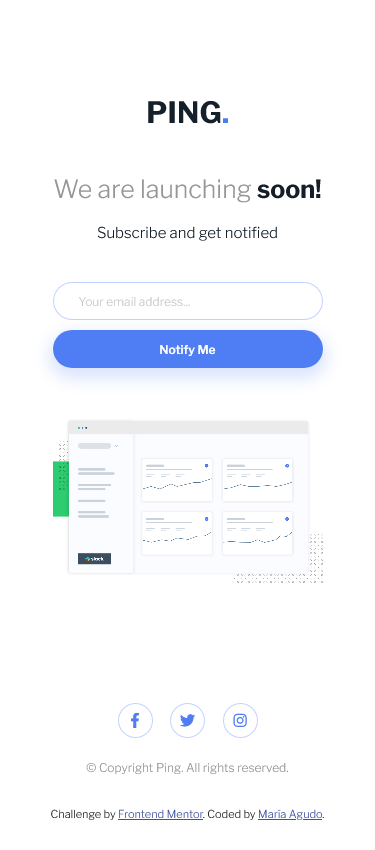 PING.
We are launching soon!
Subscribe and get notified
Your email address...
Notify Me
slack
© Copyright Ping. All rights reserved.
Challenge by Frontend Mentor. Coded by Maria Agudo.